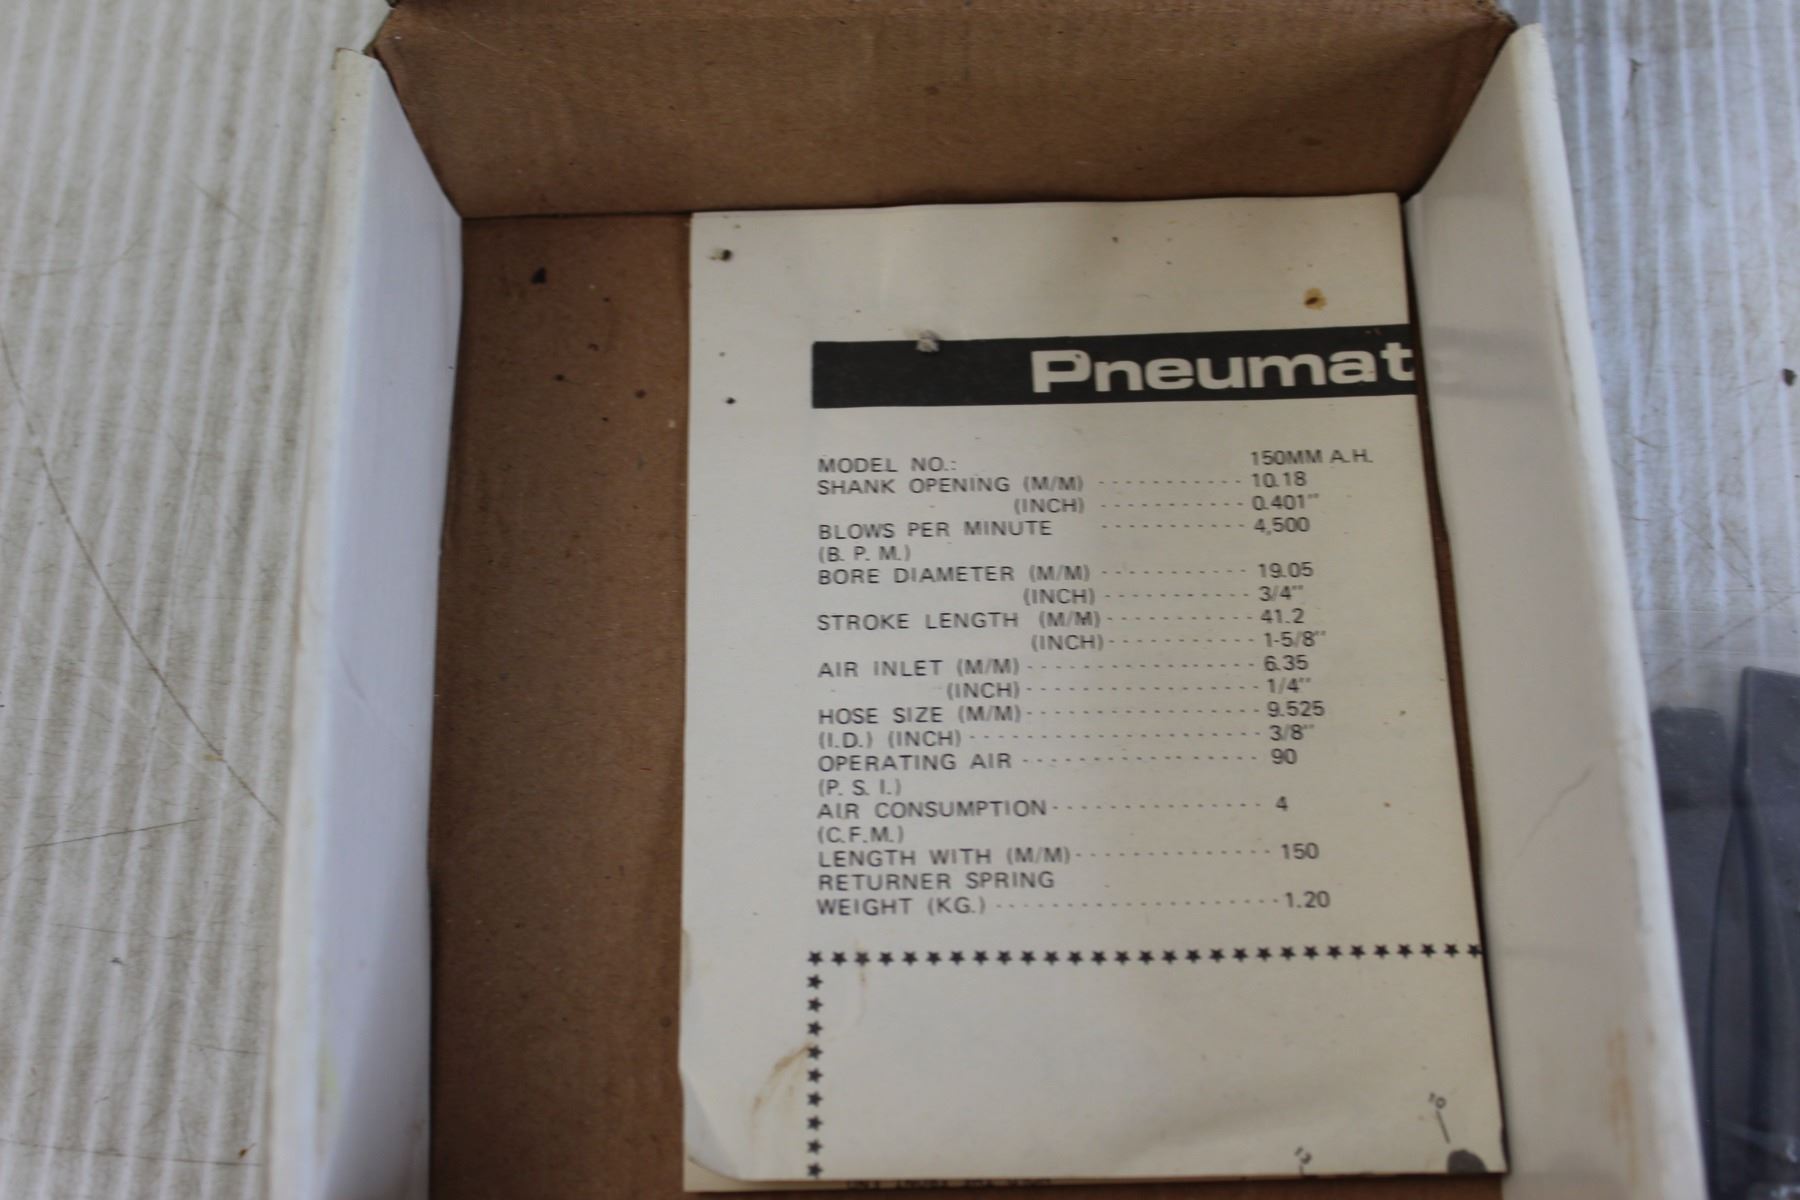 Pneumat
MODEL NO.: 150MM A.H.
SHANK OPENING (M/M) - - - - - - - - - - - 10.18
(INCH) - - - - - - - - - - - 0.401"
BLOWS PER MINUTE - - - - - - - - - - - 4,500
(B. P. M.)
BORE DIAMETER (M/M) - - - - - - - - - - - 19.05
(INCH) - - - - - - - - - - - 3/4"
STROKE LENGTH (M/M) - - - - - - - - - - - 41.2
(INCH) - - - - - - - - - - - 1-5/8"
AIR INLET (M/M) - - - - - - - - - - - - - - - - 6.35
(INCH) - - - - - - - - - - - - - - - - 1/4"
HOSE SIZE (M/M) - - - - - - - - - - - - - - - - 9.525
(I.D.) (INCH) - - - - - - - - - - - - - - - - - - - - 3/8"
OPERATING AIR - - - - - - - - - - - - - - - - 90
(P. S. I.)
AIR CONSUMPTION - - - - - - - - - - - - - - - 4
(C.F.M.)
LENGTH WITH (M/M) - - - - - - - - - - - - - - 150
RETURNER SPRING
WEIGHT (KG.) - - - - - - - - - - - - - - - - - - - - 1.20
10